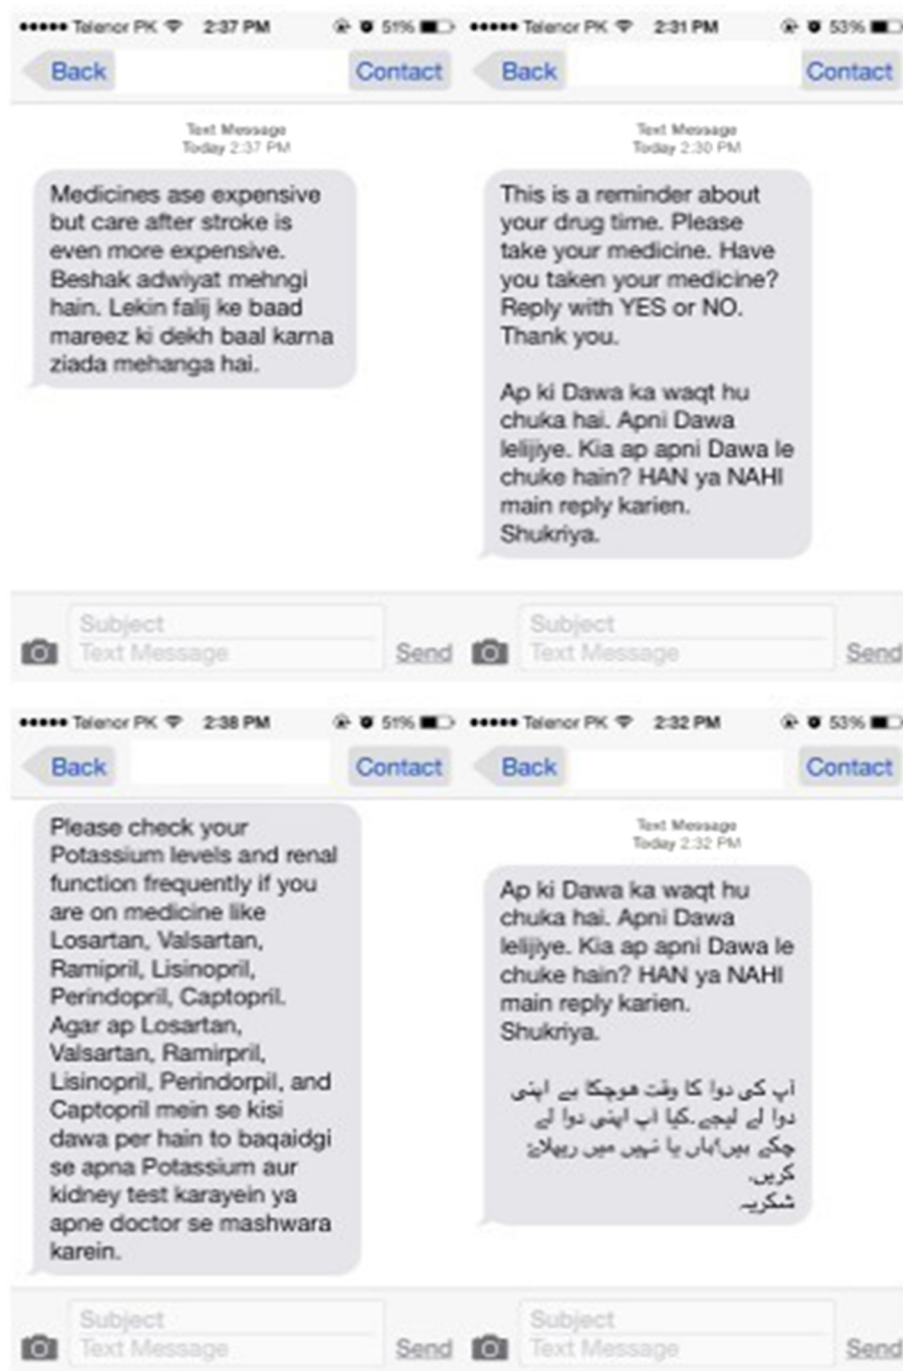 Telenor PK 2:37 PM 51%
Back Contact
Text Message
Today 2:37 PM
Medicines ase expensive
but care after stroke is
even more expensive.
Beshak adwiyat mehngi
hain. Lekin falij ke baad
mareez ki dekh baal karna
ziada mehanga hai.
Subject
Text Message Send
Telenor PK 2:31 PM 53%
Back Contact
Text Message
Today 2:30 PM
This is a reminder about
your drug time. Please
take your medicine. Have
you taken your medicine?
Reply with YES or NO.
Thank you.
Ap ki Dawa ka waqt hu
chuka hai. Apni Dawa
lelijiye. Kia ap apni Dawa le
chuke hain? HAN ya NAHI
main reply karien.
Shukriya.
Subject
Text Message Send
Telenor PK 2:38 PM 51%
Back Contact
Please check your
Potassium levels and renal
function frequently if you
are on medicine like
Losartan, Valsartan,
Ramipril, Lisinopril,
Perindopril, Captopril.
Agar ap Losartan,
Valsartan, Ramirpril,
Lisinopril, Perindorpil, and
Captopril mein se kisi
dawa per hain to baqaidgi
se apna Potassium aur
kidney test karayein ya
apne doctor se mashwara
karein.
Subject
Text Message Send
Telenor PK 2:32 PM 53%
Back Contact
Text Message
Today 2:32 PM
Ap ki Dawa ka waqt hu
chuka hai. Apni Dawa
lelijiye. Kia ap apni Dawa le
chuke hain? HAN ya NAHI
main reply karien.
Shukriya.
آپ کی دوا کا وقت ھوچکا ہے اپنی
دوا لے لیجے۔کیا آپ اپنی دوا لے
چکے ہیں؟ہاں یا نہیں میں ریپلاۓ
کریں۔
شکریہ
Subject
Text Message Send